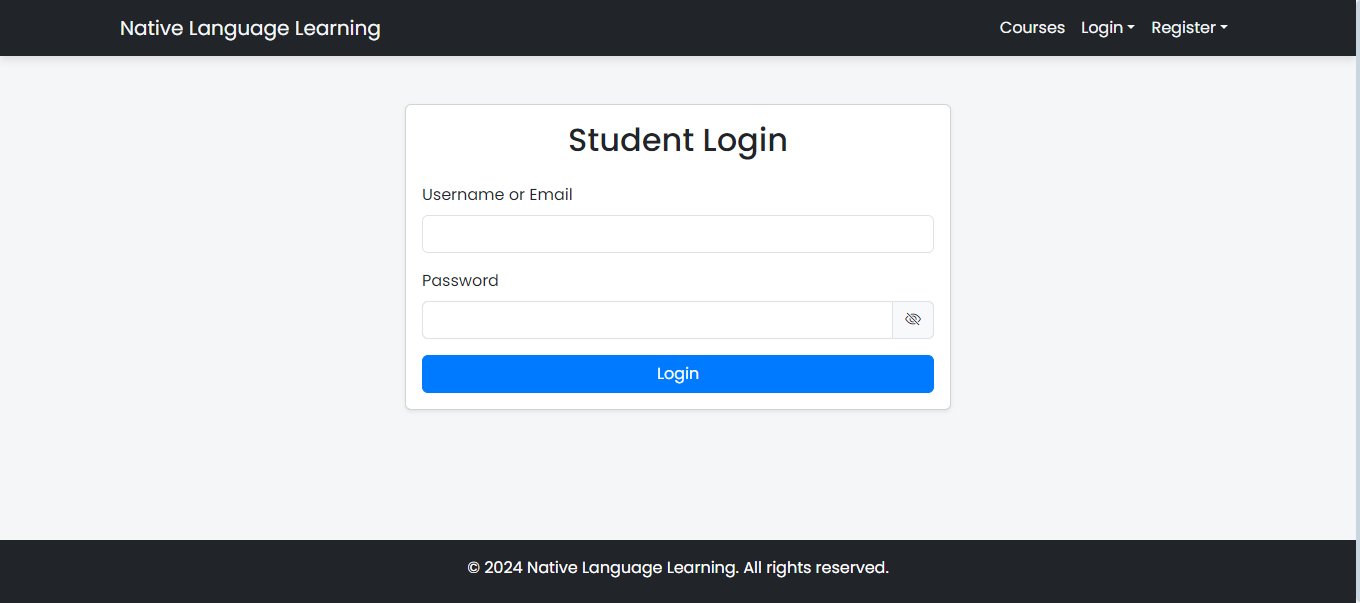 Native Language Learning
Courses Login Register
Student Login
Username or Email
Password
Login
© 2024 Native Language Learning. All rights reserved.